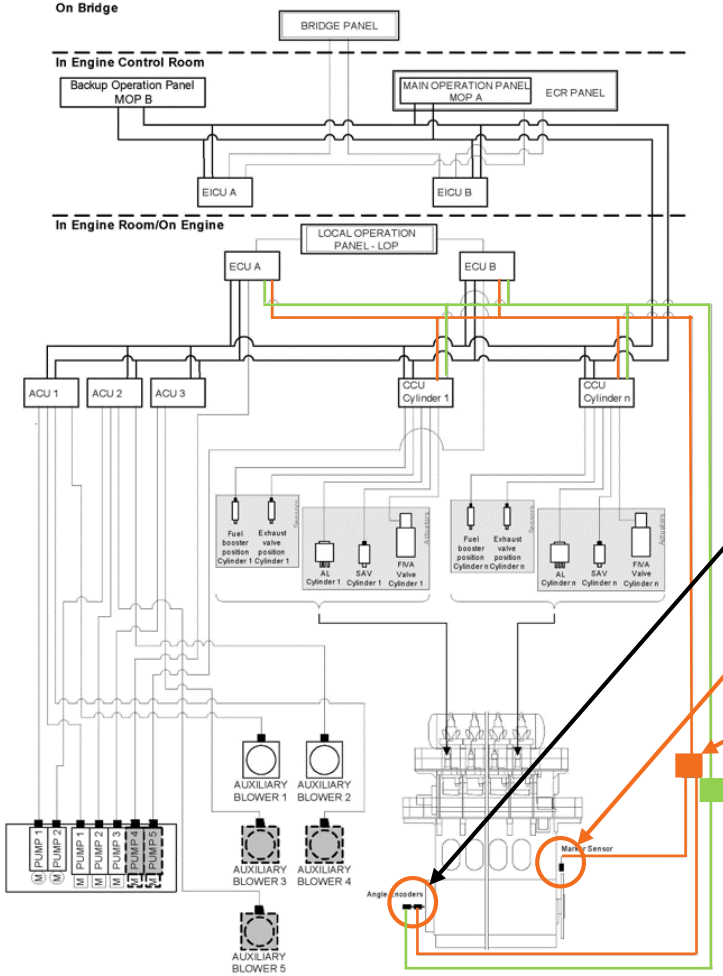 On Bridge
BRIDGE PANEL
In Engine Control Room
Backup Operation Panel
MOP B
MAIN OPERATION PANEL
MOP A
ECR PANEL
EICU A
EICU B
In Engine Room/On Engine
LOCAL OPERATION
PANEL - LOP
ECU A
ECU B
ACU 1
ACU 2
ACU 3
CCU
Cylinder 1
CCU
Cylinder n
Sensors
Fuel
booster
position
Cylinder 1
Exhaust
valve
position
Cylinder 1
Actuators
AL
Cylinder 1
SAV
Cylinder 1
FIVA
Valve
Cylinder 1
Sensors
Fuel
booster
position
Cylinder n
Exhaust
valve
position
Cylinder n
Actuators
AL
Cylinder n
SAV
Cylinder n
FIVA
Valve
Cylinder n
AUXILIARY
BLOWER 1
AUXILIARY
BLOWER 2
M PUMP 1
M PUMP 2
M PUMP 1
M PUMP 2
M PUMP 3
M PUMP 4
M PUMP 5
AUXILIARY
BLOWER 3
AUXILIARY
BLOWER 4
AUXILIARY
BLOWER 5
Marker Sensor
Angle Encoders